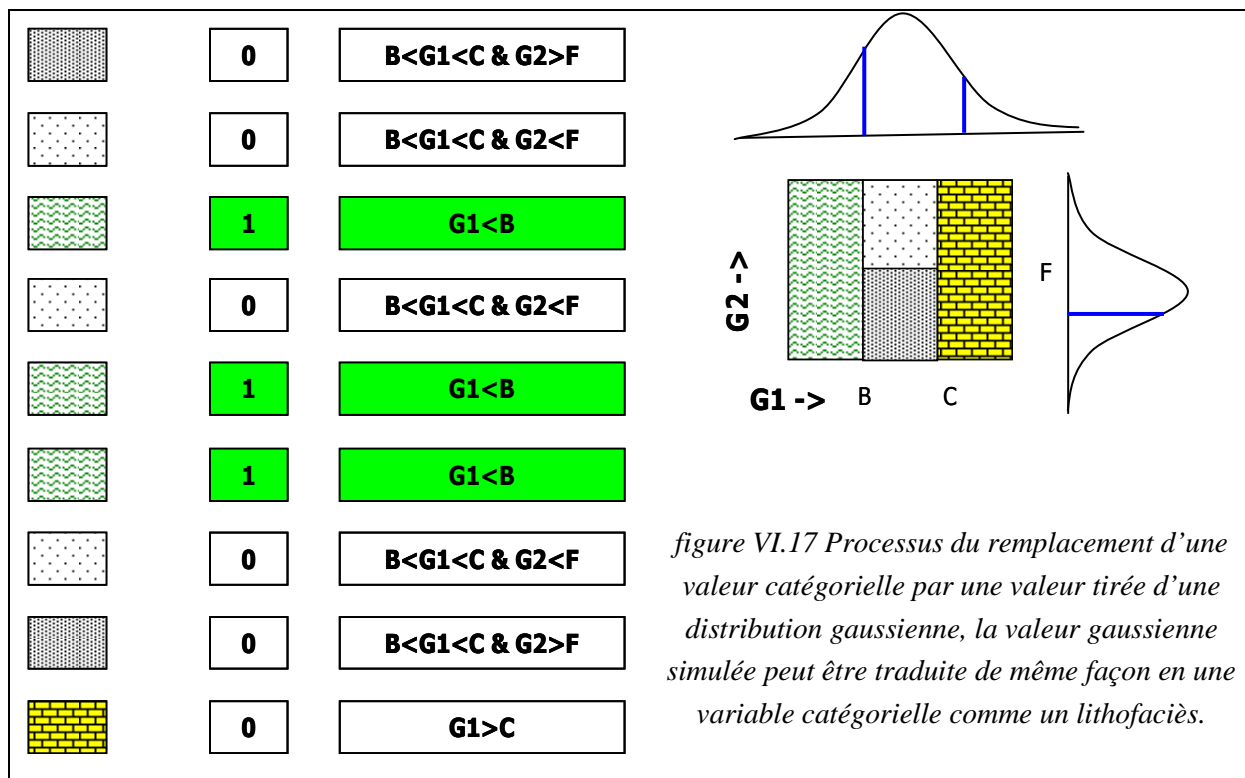 0 B<G1<C & G2>F
0 B<G1<C & G2<F
1 G1<B
0 B<G1<C & G2<F
1 G1<B
1 G1<B
0 B<G1<C & G2<F
0 B<G1<C & G2>F
0 G1>C
G2 ->
F
G1 -> B C
figure VI.17 Processus du remplacement d’une
valeur catégorielle par une valeur tirée d’une
distribution gaussienne, la valeur gaussienne
simulée peut être traduite de même façon en une
variable catégorielle comme un lithofaciès.